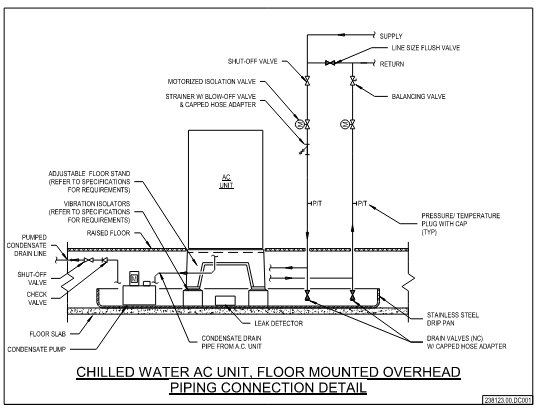 SUPPLY
LINE SIZE FLUSH VALVE
SHUT-OFF VALVE
RETURN
MOTORIZED ISOLATION VALVE
STRAINER W/ BLOW-OFF VALVE
& CAPPED HOSE ADAPTER
BALANCING VALVE
M
M
AC
UNIT
ADJUSTABLE FLOOR STAND
(REFER TO SPECIFICATIONS
FOR REQUIREMENTS)
VIBRATION ISOLATORS
(REFER TO SPECIFICATIONS
FOR REQUIREMENTS)
RAISED FLOOR
P/T
P/T
PRESSURE/ TEMPERATURE
PLUG WITH CAP
(TYP)
PUMPED
CONDENSATE
DRAIN LINE
SHUT-OFF
VALVE
CHECK
VALVE
FLOOR SLAB
CONDENSATE PUMP
CONDENSATE DRAIN
PIPE FROM A.C. UNIT
LEAK DETECTOR
STAINLESS STEEL
DRIP PAN
DRAIN VALVES (NC)
W/ CAPPED HOSE ADAPTER
CHILLED WATER AC UNIT, FLOOR MOUNTED OVERHEAD
PIPING CONNECTION DETAIL
238123.00.DC001